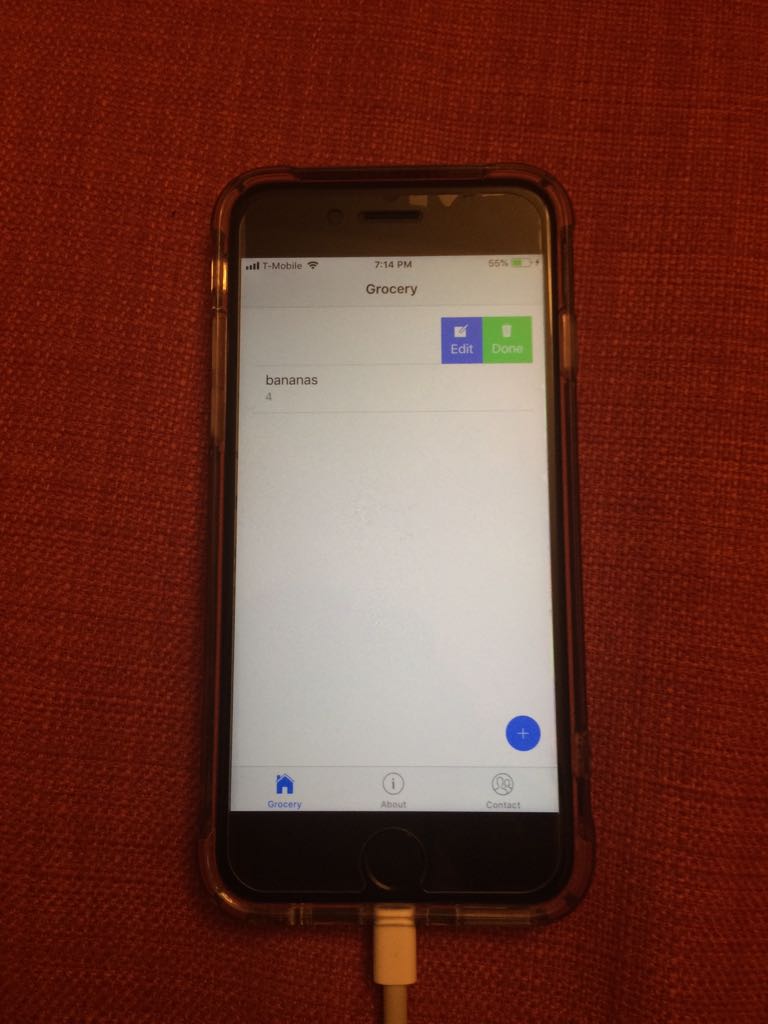 T-Mobile 7:14 PM 55%
Grocery
Edit Done
bananas
4
+
Grocery About Contact